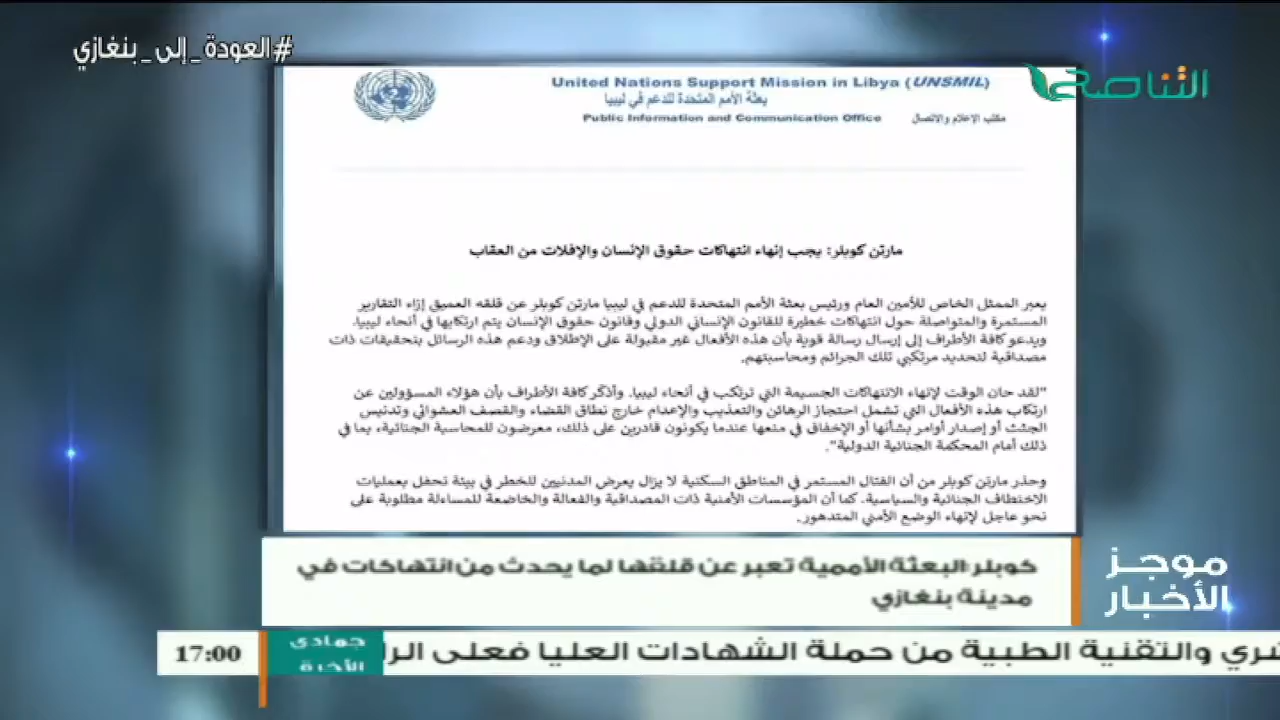 #العودة_إلى_بنغازي
التناصح
United Nations Support Mission in Libya (UNSMIL)
بعثة الأمم المتحدة للدعم في ليبيا
Public Information and Communication Office مكتب الإعلام والاتصال
مارتن كوبلر: يجب إنهاء انتهاكات حقوق الإنسان والإفلات من العقاب
يعبر الممثل الخاص للأمين العام ورئيس بعثة الأمم المتحدة للدعم في ليبيا مارتن كوبلر عن قلقه العميق إزاء التقارير
المستمرة والمتواصلة حول انتهاكات خطيرة للقانون الإنساني الدولي وقانون حقوق الإنسان يتم ارتكابها في أنحاء ليبيا.
ويدعو كافة الأطراف إلى إرسال رسالة قوية بأن هذه الأفعال غير مقبولة على الإطلاق ودعم هذه الرسائل بتحقيقات ذات
مصداقية لتحديد مرتكبي تلك الجرائم ومحاسبتهم.
"لقد حان الوقت لإنهاء الانتهاكات الجسيمة التي ترتكب في أنحاء ليبيا. وأذكّر كافة الأطراف بأن هؤلاء المسؤولين عن
ارتكاب هذه الأفعال التي تشمل احتجاز الرهائن والتعذيب والإعدام خارج نطاق القضاء والقصف العشوائي وتدنيس
الجثث أو إصدار أوامر بشأنها أو الإخفاق في منعها عندما يكونون قادرين على ذلك، معرضون للمحاسبة الجنائية، بما في
ذلك أمام المحكمة الجنائية الدولية".
وحذر مارتن كوبلر من أن القتال المستمر في المناطق السكنية لا يزال يعرض المدنيين للخطر في بيئة تحفل بعمليات
الاختطاف الجنائية والسياسية. كما أن المؤسسات الأمنية ذات المصداقية والفعالة والخاضعة للمساءلة مطلوبة على
نحو عاجل لإنهاء الوضع الأمني المتدهور.
كوبلر:البعثة الأممية تعبر عن قلقها لما يحدث من انتهاكات في
مدينة بنغازي
موجز
الأخبار
17:00
جمادى
الآخرة
شري والتقنية الطبية من حملة الشهادات العليا فعلى الر